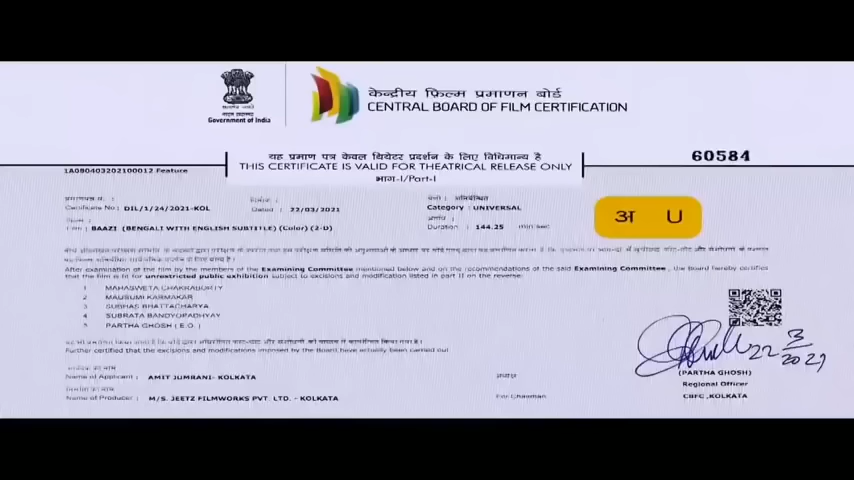 Government of India
केन्द्रीय फ़िल्म प्रमाणन बोर्ड
CENTRAL BOARD OF FILM CERTIFICATION
यह प्रमाण पत्र केवल थियेटर प्रदर्शन के लिए विधिमान्य है
THIS CERTIFICATE IS VALID FOR THEATRICAL RELEASE ONLY
भाग-I/Part-I
60584
1A080403202100012 Feature
Certificate No: DIL/1/24/2021-KOL
Dated : 22/03/2021
Category : UNIVERSAL
Duration : 144.25 min sec
अ U
BAAZI (BENGALI WITH ENGLISH SUBTITLE) (Color) (2-D)
After examination of the film by the members of the Examining Committee mentioned below and on the recommendations of the said Examining Committee , the Board hereby certifies
that the film is fit for unrestricted public exhibition subject to excisions and modification listed in part II on the reverse:
1 MAHASWETA CHAKRABORTY
2 MAUSUMI KARMAKAR
3 SUBHAS BHATTACHARYA
4 SUBRATA BANDYOPADHYAY
5 PARTHA GHOSH ( E.O. )
Further certified that the excisions and modifications imposed by the Board have actually been carried out
Name of Applicant : AMIT JUMRANI- KOLKATA
Name of Producer : M/S. JEETZ FILMWORKS PVT. LTD. - KOLKATA
For Chairman
22/3/2021
(PARTHA GHOSH)
Regional Officer
CBFC ,KOLKATA